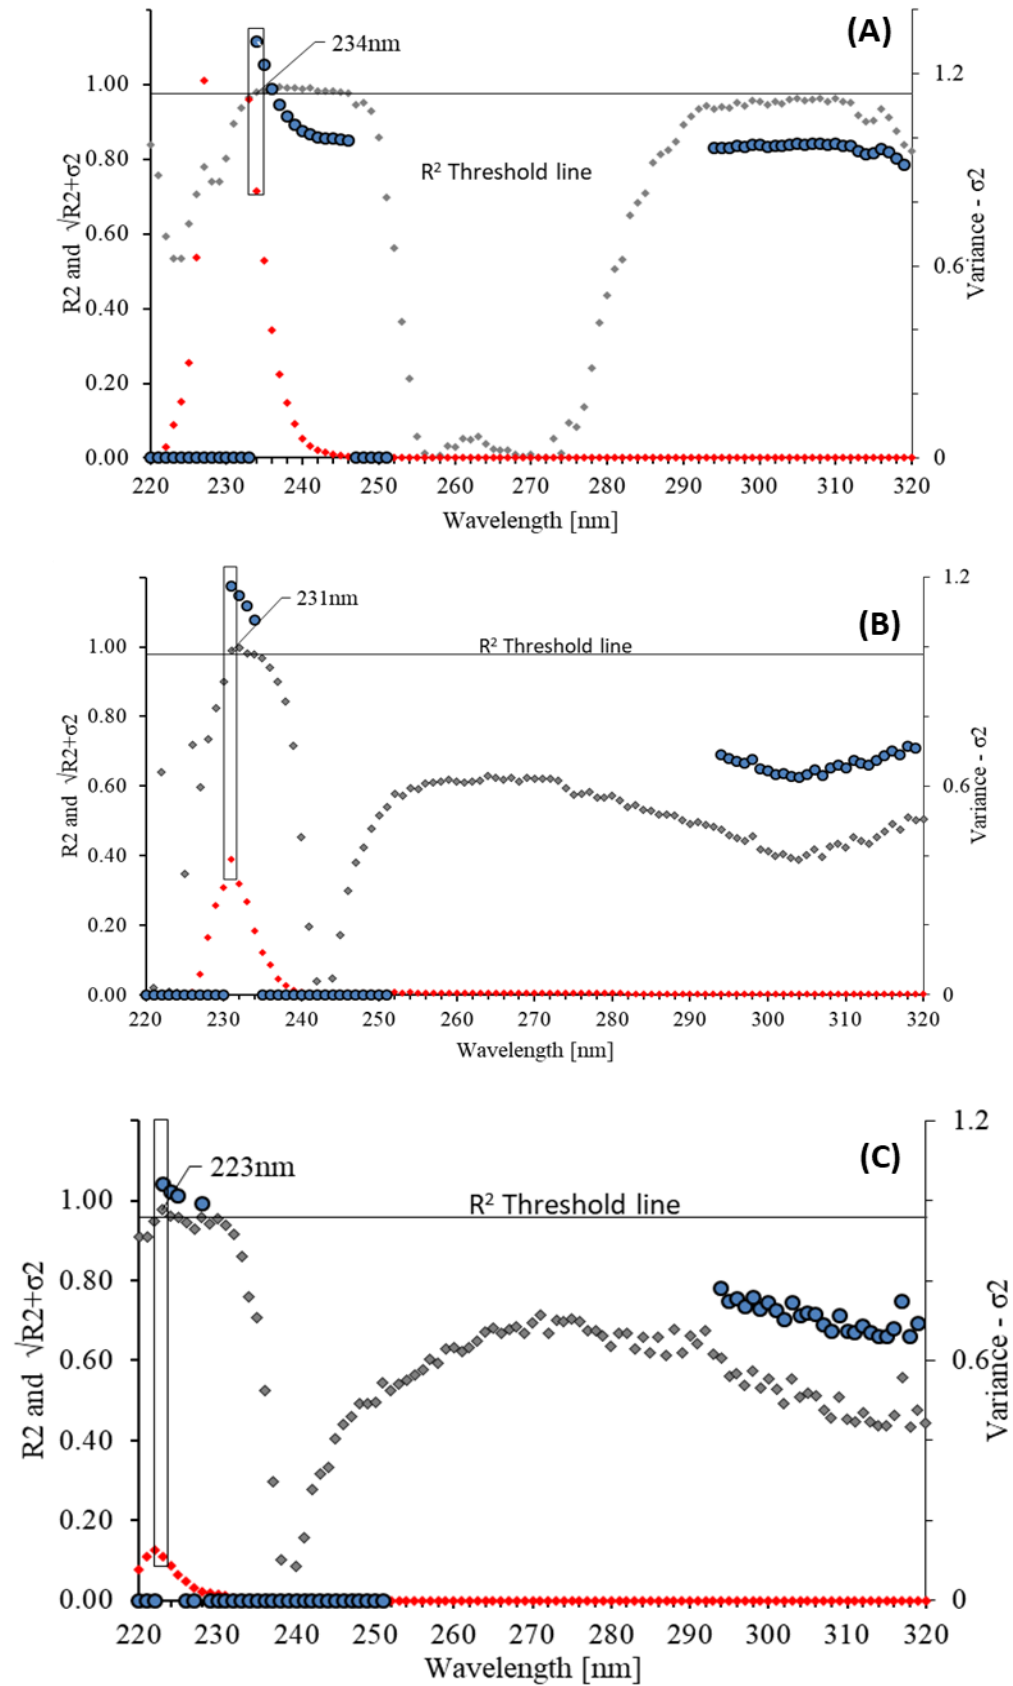 (A)
234nm
1.2
1.00
R² Threshold line
0.80
0.60
0.6
0.40
0.20
0.00
0
R2 and √R2+σ2
Variance - σ2
220 230 240 250 260 270 280 290 300 310 320
Wavelength [nm]
1.2
231nm
(B)
1.00
R² Threshold line
0.80
0.60
0.6
0.40
0.20
0.00
0
R2 and √R2+σ2
Variance - σ2
220 230 240 250 260 270 280 290 300 310 320
Wavelength [nm]
1.2
(C)
223nm
1.00
R² Threshold line
0.80
0.60
0.6
0.40
0.20
0.00
0
R2 and √R2+σ2
Variance - σ2
220 230 240 250 260 270 280 290 300 310 320
Wavelength [nm]